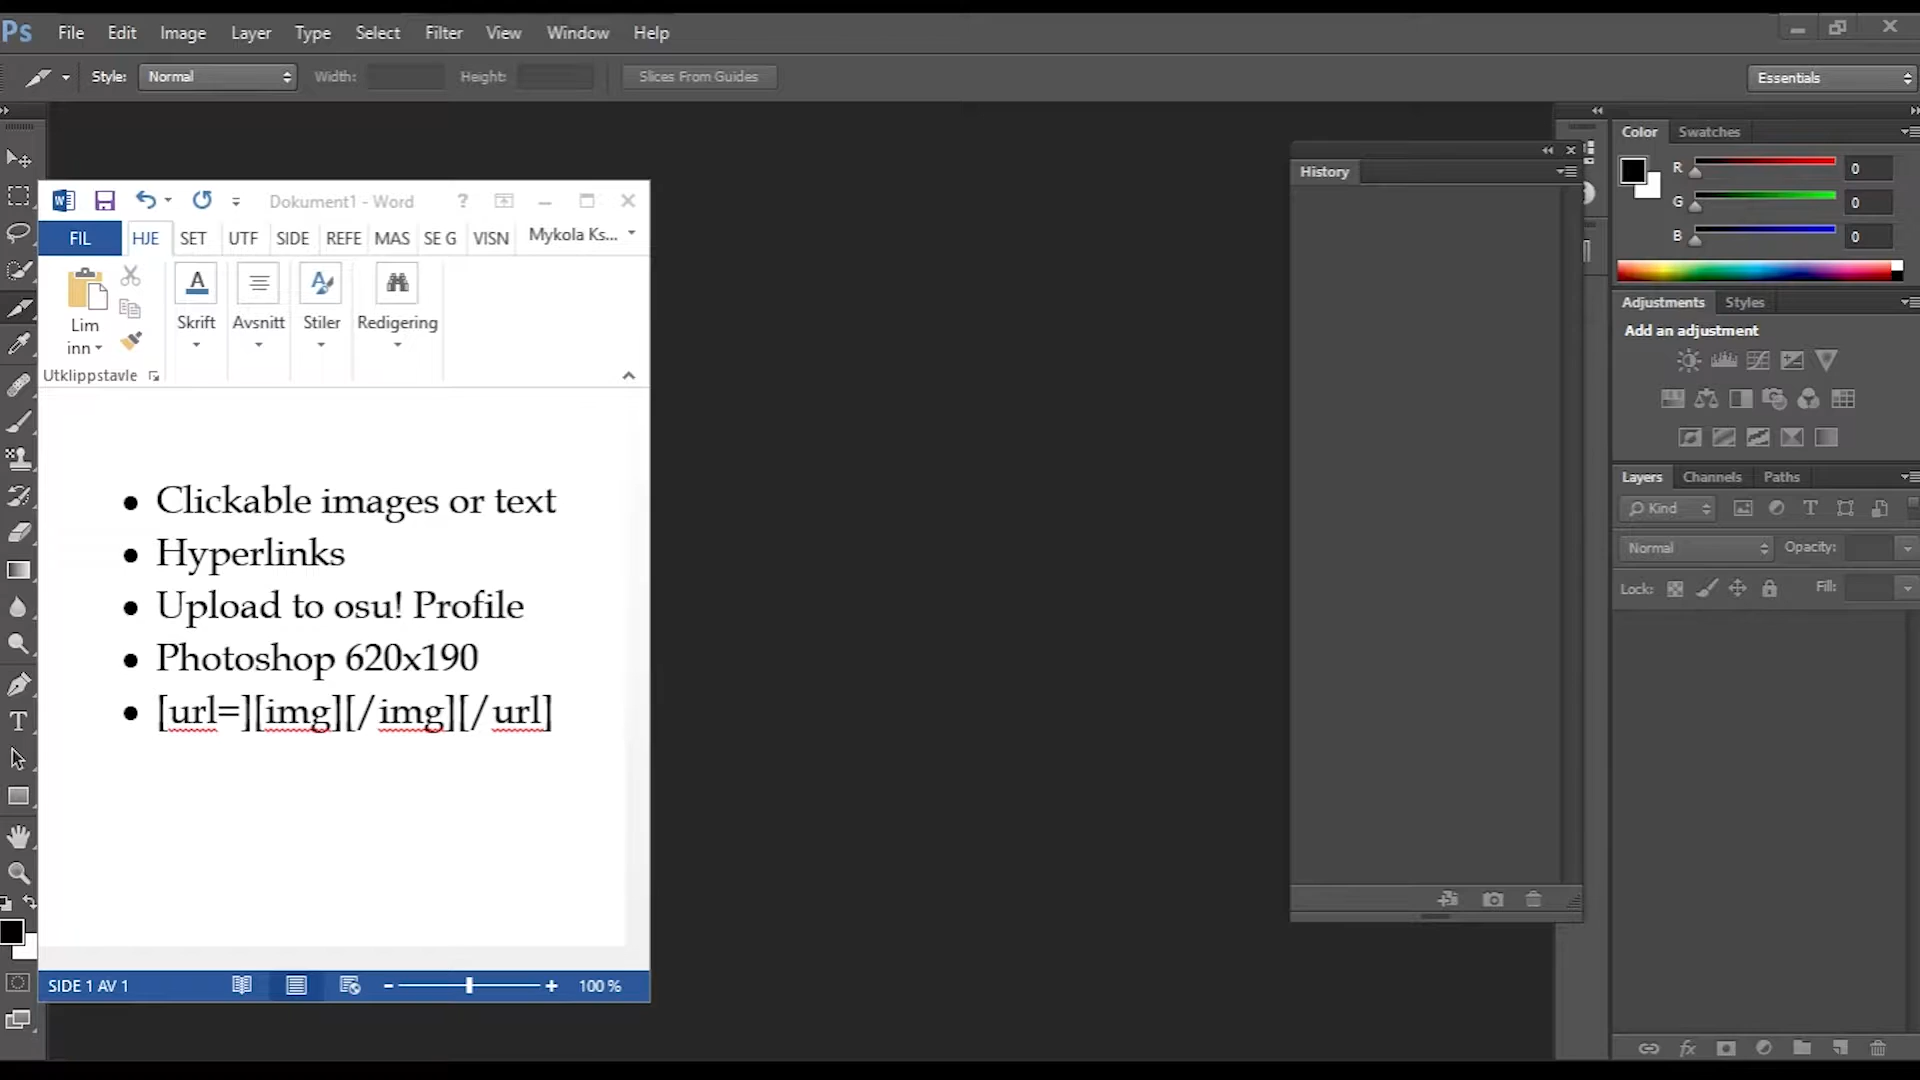 Ps File Edit Image Layer Type Select Filter View Window Help
Style: Normal Width: Height: Slices From Guides Essentials
Color Swatches
R 0
G 0
B 0
Adjustments Styles
Add an adjustment
Layers Channels Paths
Kind
Normal Opacity:
Lock: Fill:
History
Dokument1 - Word
FIL HJE SET UTF SIDE REFE MAS SE G VISN Mykola Ks...
Lim inn Skrift Avsnitt Stiler Redigering
Utklippstavle
• Clickable images or text
• Hyperlinks
• Upload to osu! Profile
• Photoshop 620x190
• [url=][img][/img][/url]
SIDE 1 AV 1 100 %